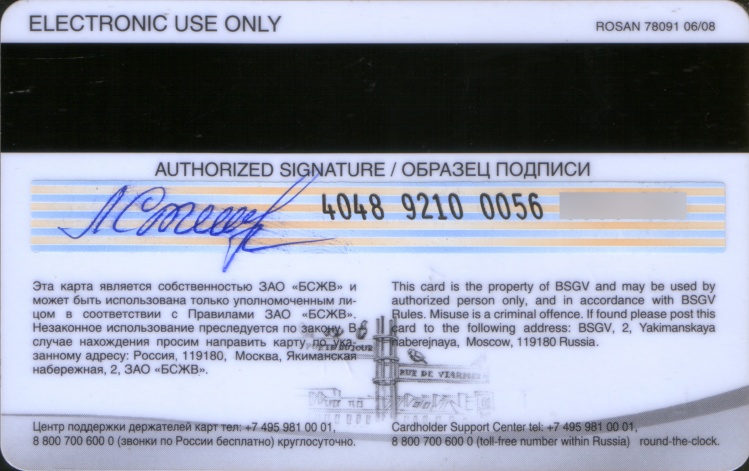 ELECTRONIC USE ONLY
ROSAN 78091 06/08
AUTHORIZED SIGNATURE / ОБРАЗЕЦ ПОДПИСИ
4048 9210 0056
Эта карта является собственностью ЗАО «БСЖВ» и
может быть использована только уполномоченным ли-
цом в соответствии с Правилами ЗАО «БСЖВ».
Незаконное использование преследуется по закону. В
случае нахождения просим направить карту по ука-
занному адресу: Россия, 119180, Москва, Якиманская
набережная, 2, ЗАО «БСЖВ».
This card is the property of BSGV and may be used by
authorized person only, and in accordance with BSGV
Rules. Misuse is a criminal offence. If found please post this
card to the following address: BSGV, 2, Yakimanskaya
naberejnaya, Moscow, 119180 Russia.
RUE DE VIARMES
Центр поддержки держателей карт тел: +7 495 981 00 01,
8 800 700 600 0 (звонки по России бесплатно) круглосуточно.
Cardholder Support Center tel: +7 495 981 00 01,
8 800 700 600 0 (toll-free number within Russia) round-the-clock.